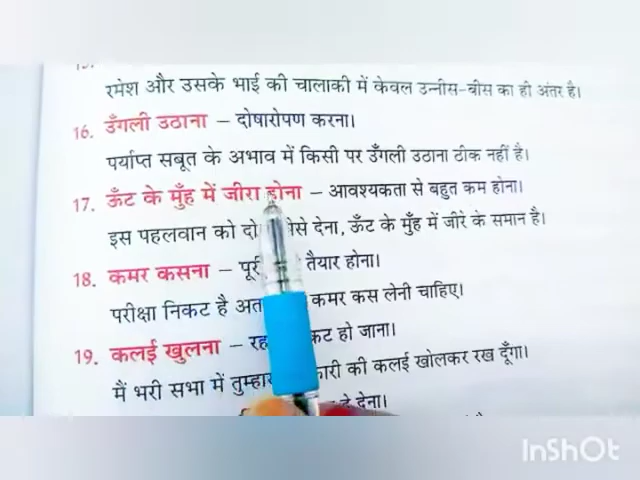 रमेश और उसके भाई की चालाकी में केवल उन्नीस-बीस का ही अंतर है।
16. उँगली उठाना – दोषारोपण करना।
पर्याप्त सबूत के अभाव में किसी पर उँगली उठाना ठीक नहीं है।
17. ऊँट के मुँह में जीरा होना – आवश्यकता से बहुत कम होना।
इस पहलवान को दो देना, ऊँट के मुँह में जीरे के समान है।
18. कमर कसना – तैयार होना।
परीक्षा निकट है कमर कस लेनी चाहिए।
19. कलई खुलना – हो जाना।
मैं भरी सभा में की कलई खोलकर रख दूँगा।
दे देना।
InShOt